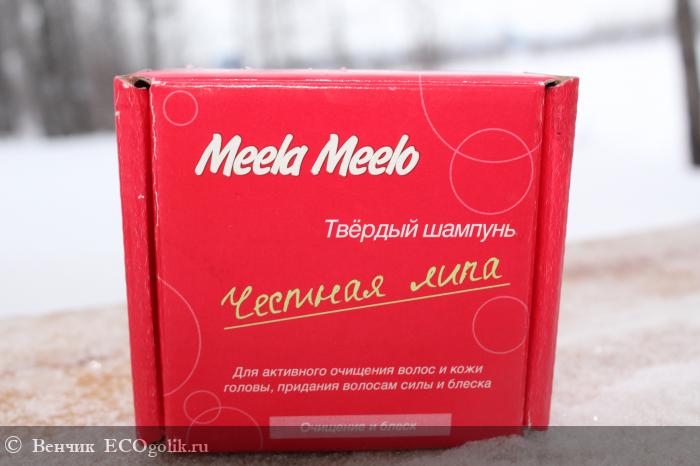 Meela Meelo
Твёрдый шампунь
Честная липа
Для активного очищения волос и кожи
головы, придания волосам силы и блеска
Очищение и блеск
© Венчик ECOgolik.ru